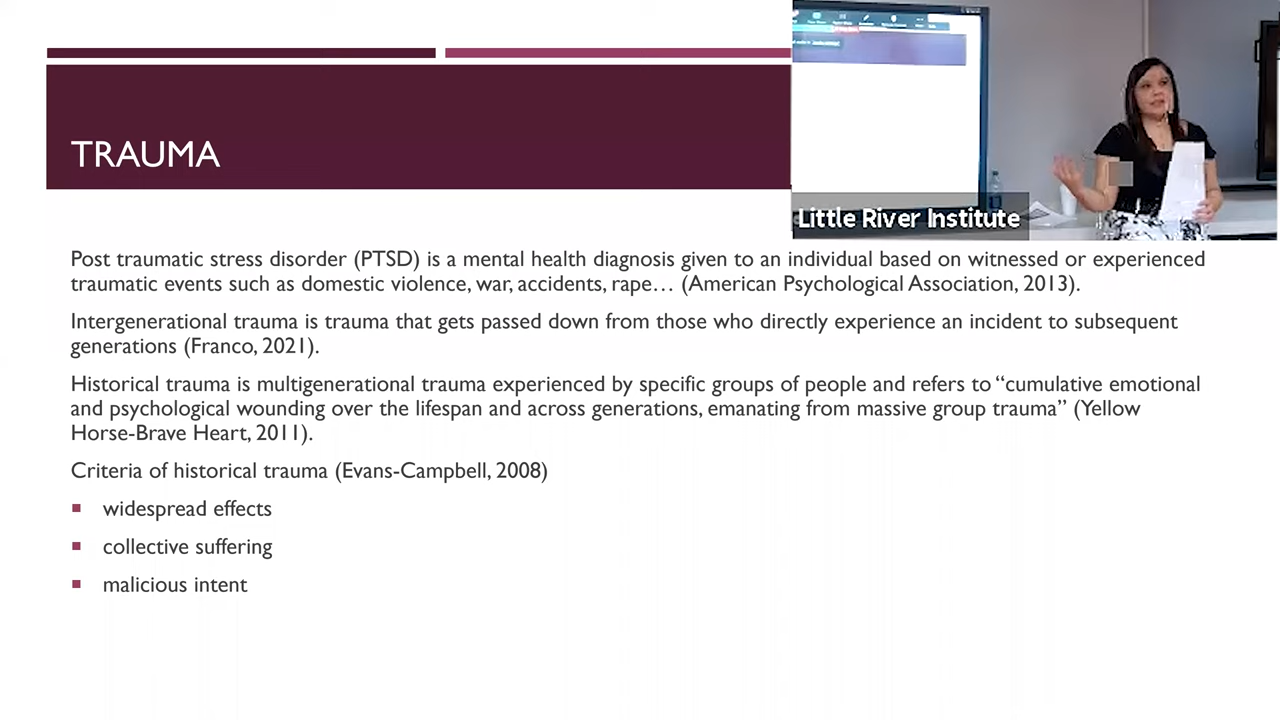 TRAUMA
Little River Institute
Post traumatic stress disorder (PTSD) is a mental health diagnosis given to an individual based on witnessed or experienced
traumatic events such as domestic violence, war, accidents, rape… (American Psychological Association, 2013).
Intergenerational trauma is trauma that gets passed down from those who directly experience an incident to subsequent
generations (Franco, 2021).
Historical trauma is multigenerational trauma experienced by specific groups of people and refers to “cumulative emotional
and psychological wounding over the lifespan and across generations, emanating from massive group trauma” (Yellow
Horse-Brave Heart, 2011).
Criteria of historical trauma (Evans-Campbell, 2008)
▪ widespread effects
▪ collective suffering
▪ malicious intent